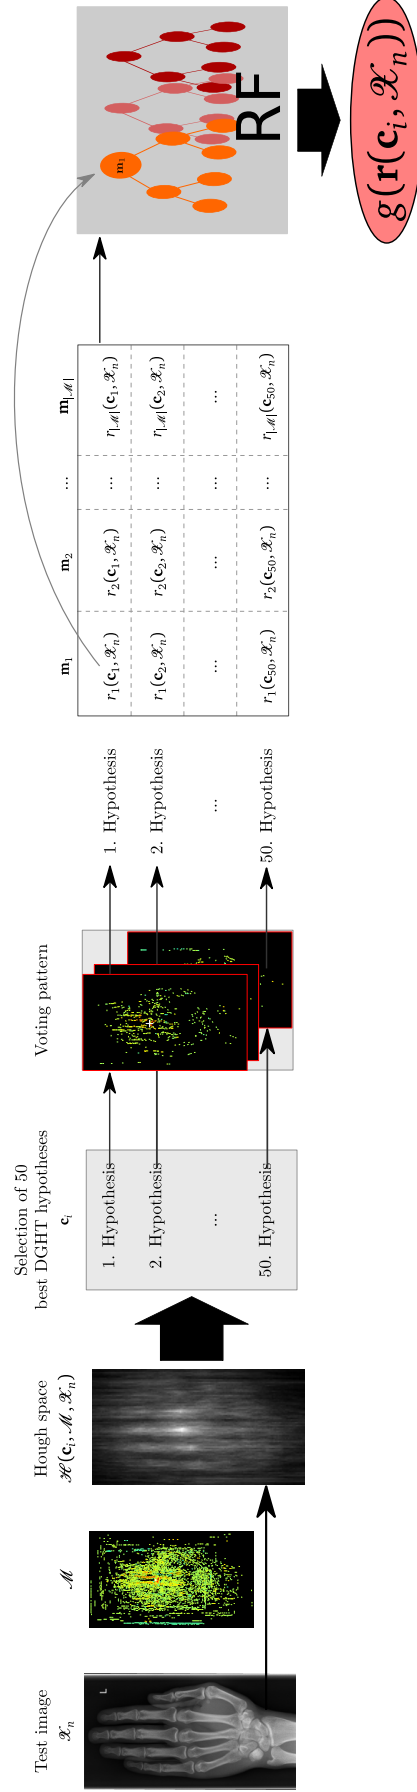 Test image
𝒳ₙ
L
ℳ
Hough space
ℋ(𝐜ᵢ, ℳ, 𝒳ₙ)
Selection of 50
best DGHT hypotheses
𝐜ᵢ
1. Hypothesis
2. Hypothesis
...
50. Hypothesis
Voting pattern
1. Hypothesis
2. Hypothesis
...
50. Hypothesis
𝐦₁ 𝐦₂ ... 𝐦|ℳ|
r₁(𝐜₁, 𝒳ₙ) r₂(𝐜₁, 𝒳ₙ) ... r|ℳ|(𝐜₁, 𝒳ₙ)
r₁(𝐜₂, 𝒳ₙ) r₂(𝐜₂, 𝒳ₙ) ... r|ℳ|(𝐜₂, 𝒳ₙ)
... ... ... ...
r₁(𝐜₅₀, 𝒳ₙ) r₂(𝐜₅₀, 𝒳ₙ) ... r|ℳ|(𝐜₅₀, 𝒳ₙ)
𝐦₁
RF
g(𝐫(𝐜ᵢ, 𝒳ₙ))